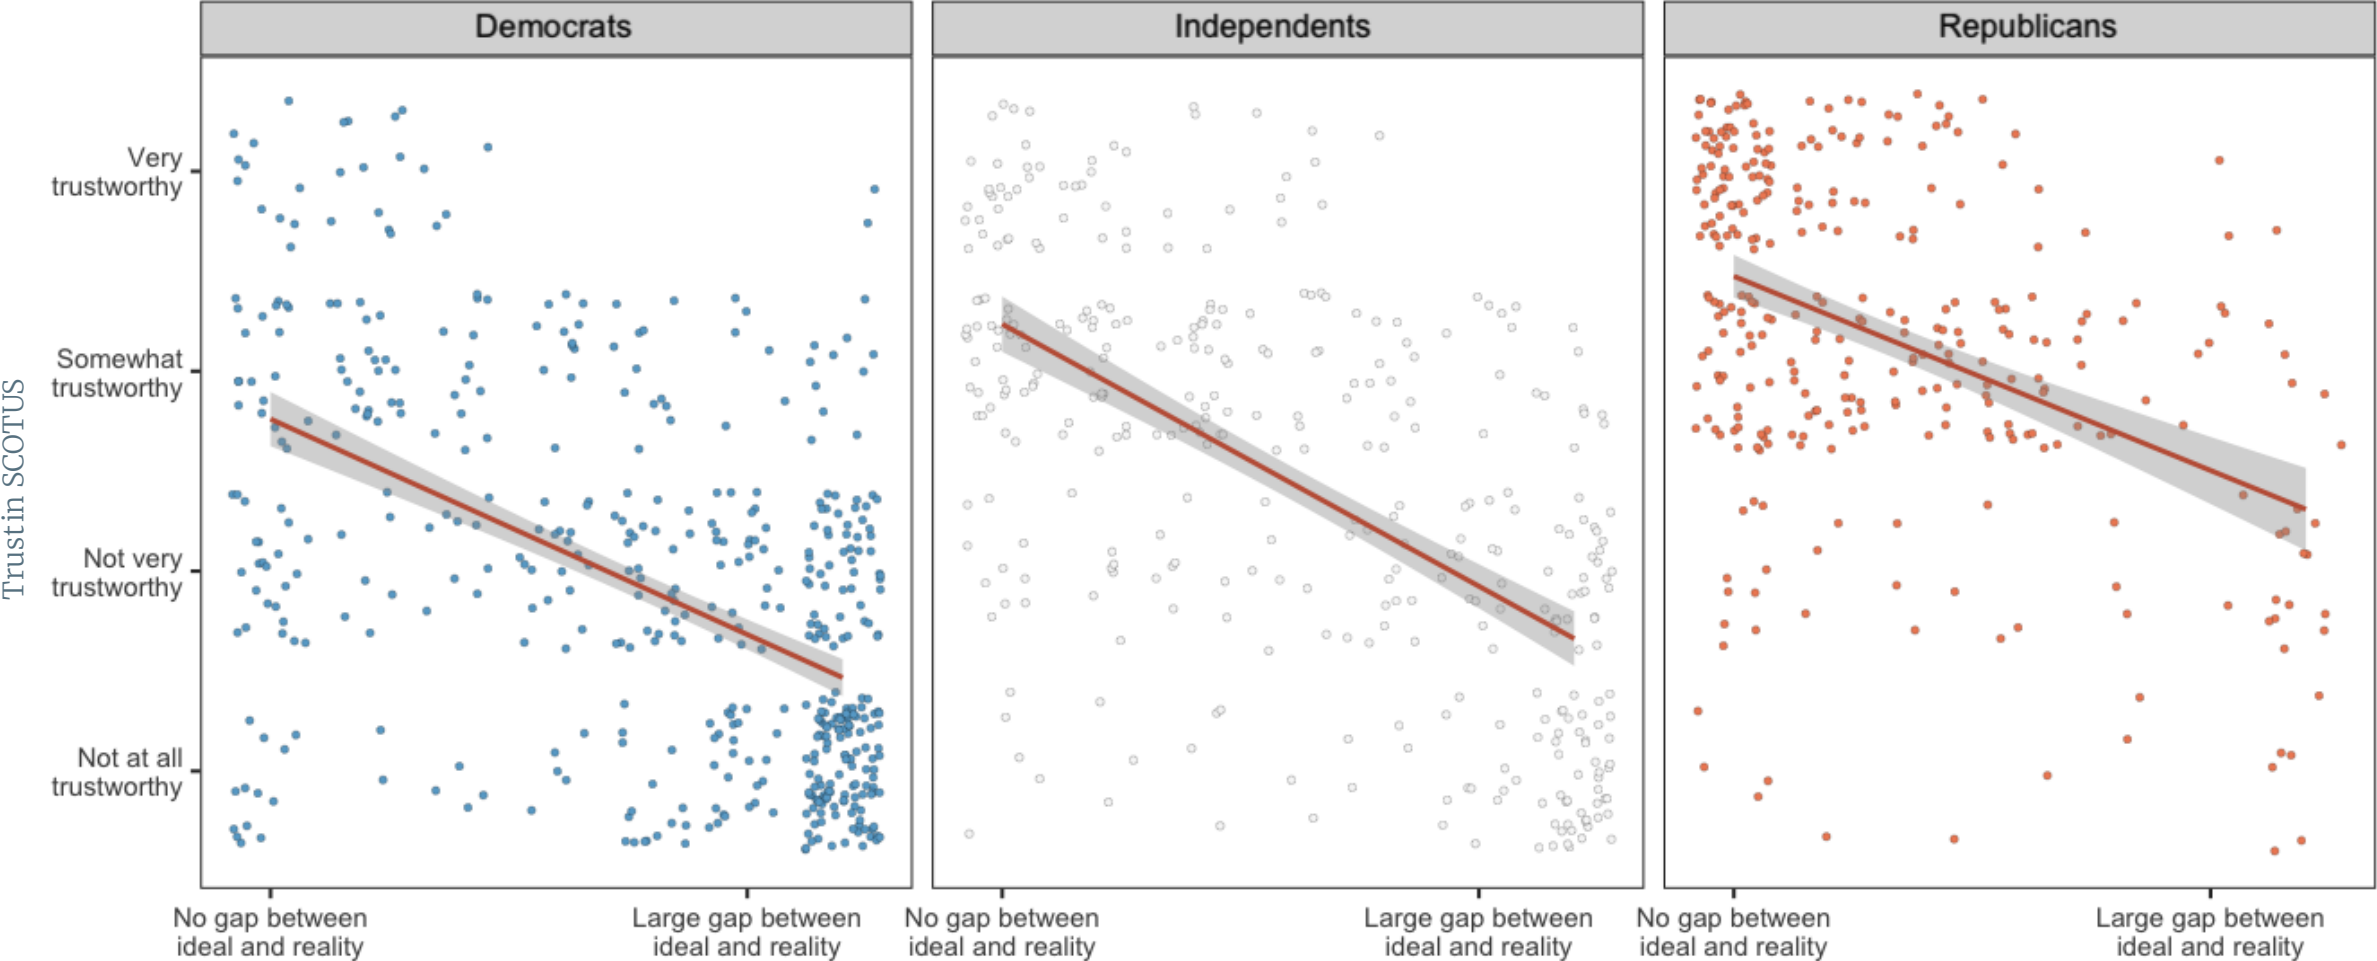 Democrats
Independents
Republicans
Trust in SCOTUS
Very
trustworthy
Somewhat
trustworthy
Not very
trustworthy
Not at all
trustworthy
No gap between
ideal and reality
Large gap between
ideal and reality
No gap between
ideal and reality
Large gap between
ideal and reality
No gap between
ideal and reality
Large gap between
ideal and reality